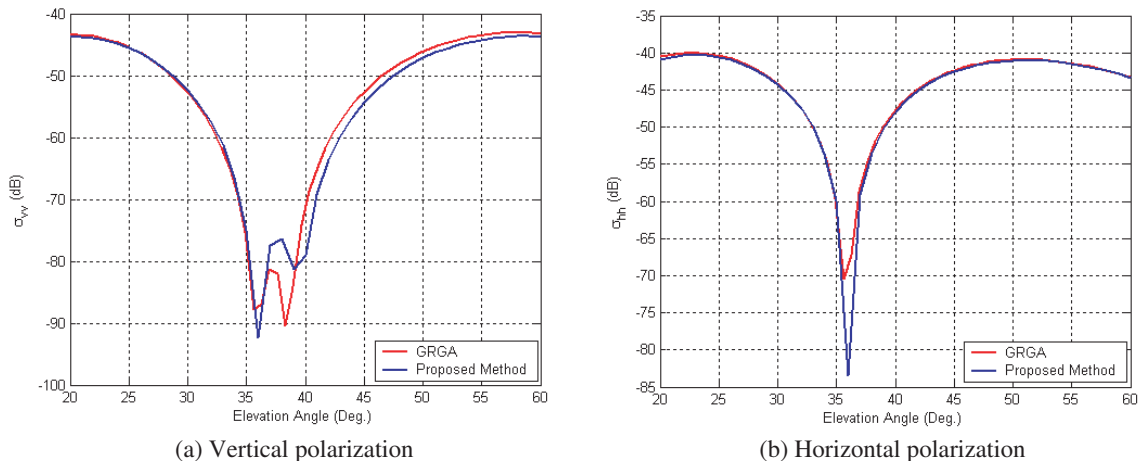 -40
-50
-60
-70
-80
-90
-100
σvv (dB)
20 25 30 35 40 45 50 55 60
Elevation Angle (Deg.)
GRGA
Proposed Method
(a) Vertical polarization
-35
-40
-45
-50
-55
-60
-65
-70
-75
-80
-85
σhh (dB)
20 25 30 35 40 45 50 55 60
Elevation Angle (Deg.)
GRGA
Proposed Method
(b) Horizontal polarization